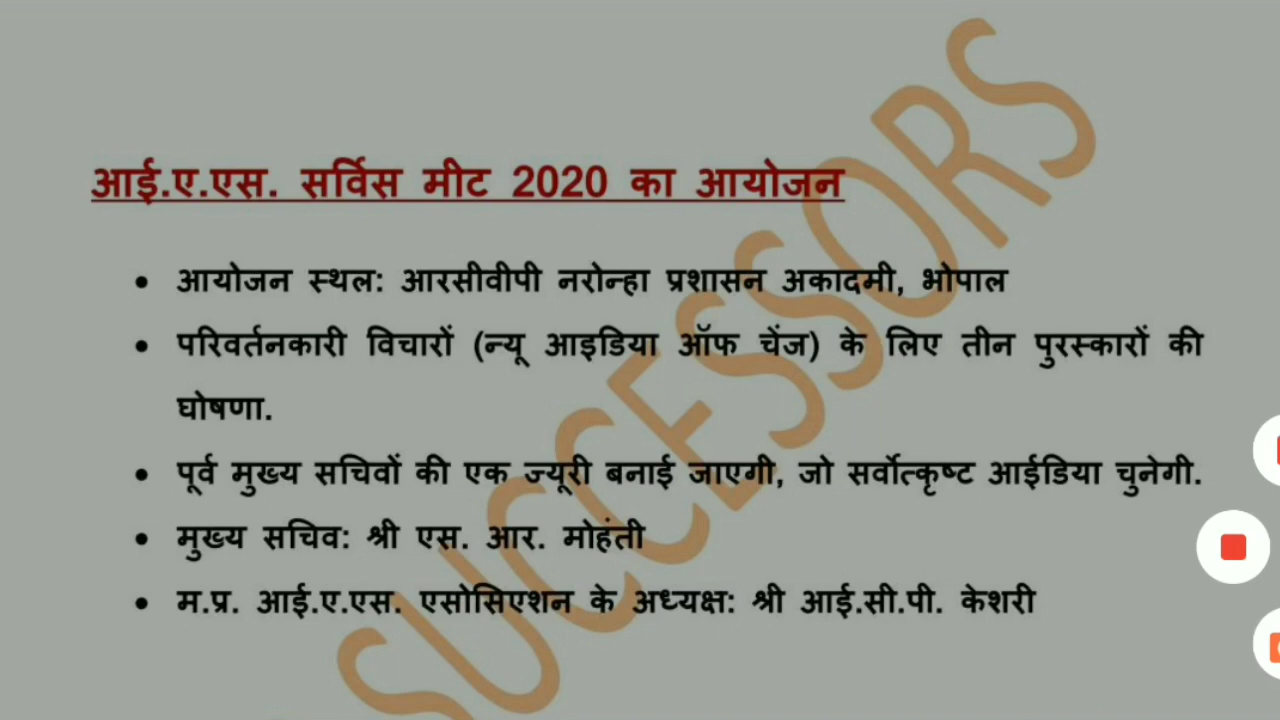 आई.ए.एस. सर्विस मीट 2020 का आयोजन
• आयोजन स्थल: आरसीवीपी नरोन्हा प्रशासन अकादमी, भोपाल
• परिवर्तनकारी विचारों (न्यू आइडिया ऑफ चेंज) के लिए तीन पुरस्कारों की
घोषणा.
• पूर्व मुख्य सचिवों की एक ज्यूरी बनाई जाएगी, जो सर्वोत्कृष्ट आईडिया चुनेगी.
• मुख्य सचिव: श्री एस. आर. मोहंती
• म.प्र. आई.ए.एस. एसोसिएशन के अध्यक्ष: श्री आई.सी.पी. केशरी
SUCCESSORS